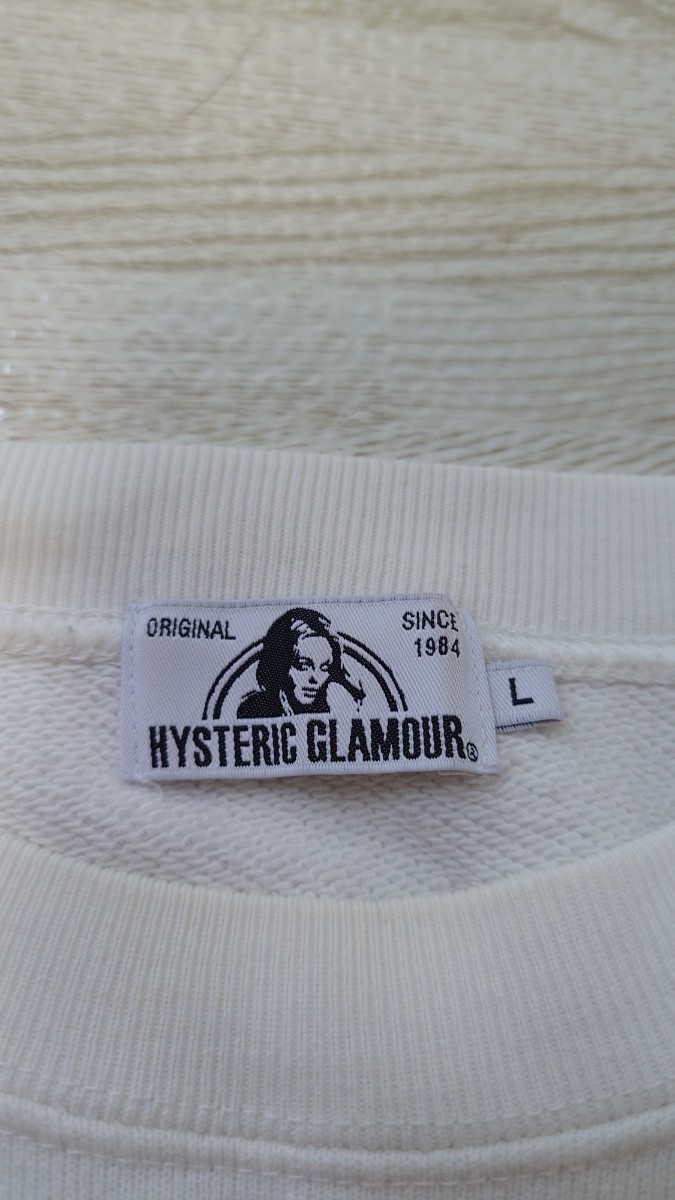 ORIGINAL
SINCE
1984
HYSTERIC GLAMOUR®
L